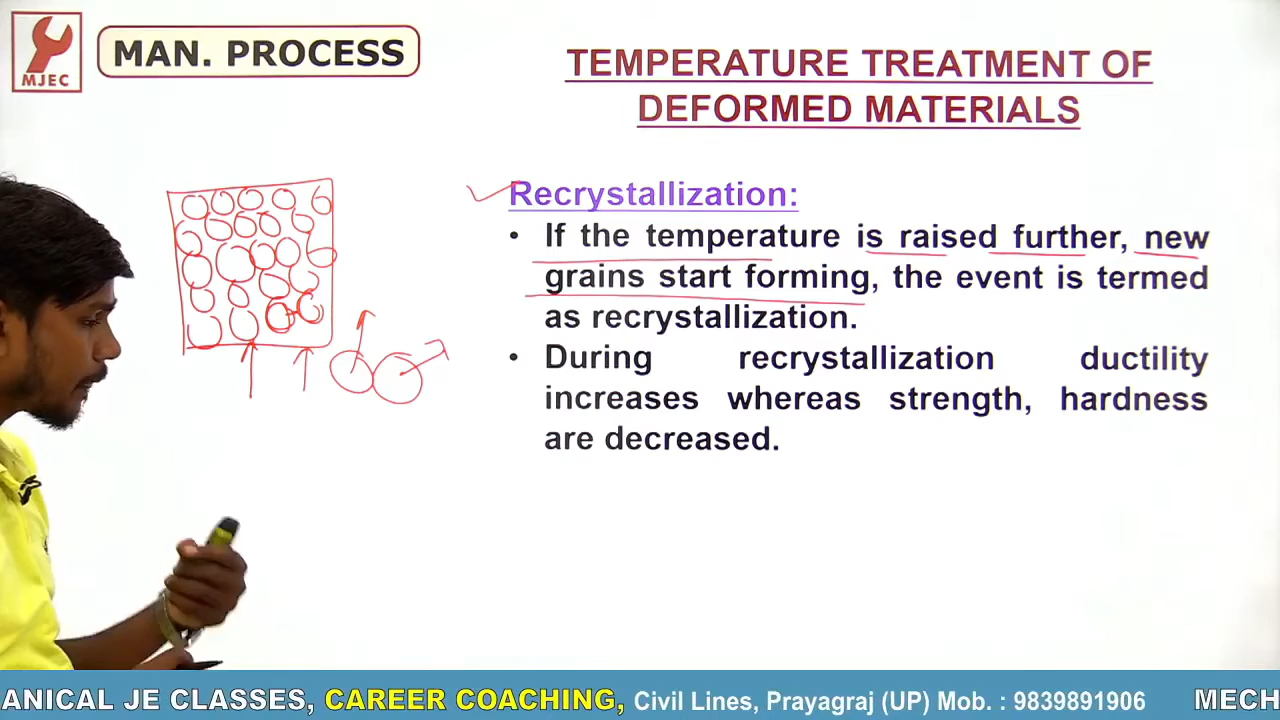 MJEC
MAN. PROCESS
TEMPERATURE TREATMENT OF
DEFORMED MATERIALS
Recrystallization:
• If the temperature is raised further, new
grains start forming, the event is termed
as recrystallization.
• During recrystallization ductility
increases whereas strength, hardness
are decreased.
ANICAL JE CLASSES, CAREER COACHING, Civil Lines, Prayagraj (UP) Mob. : 9839891906 MECH